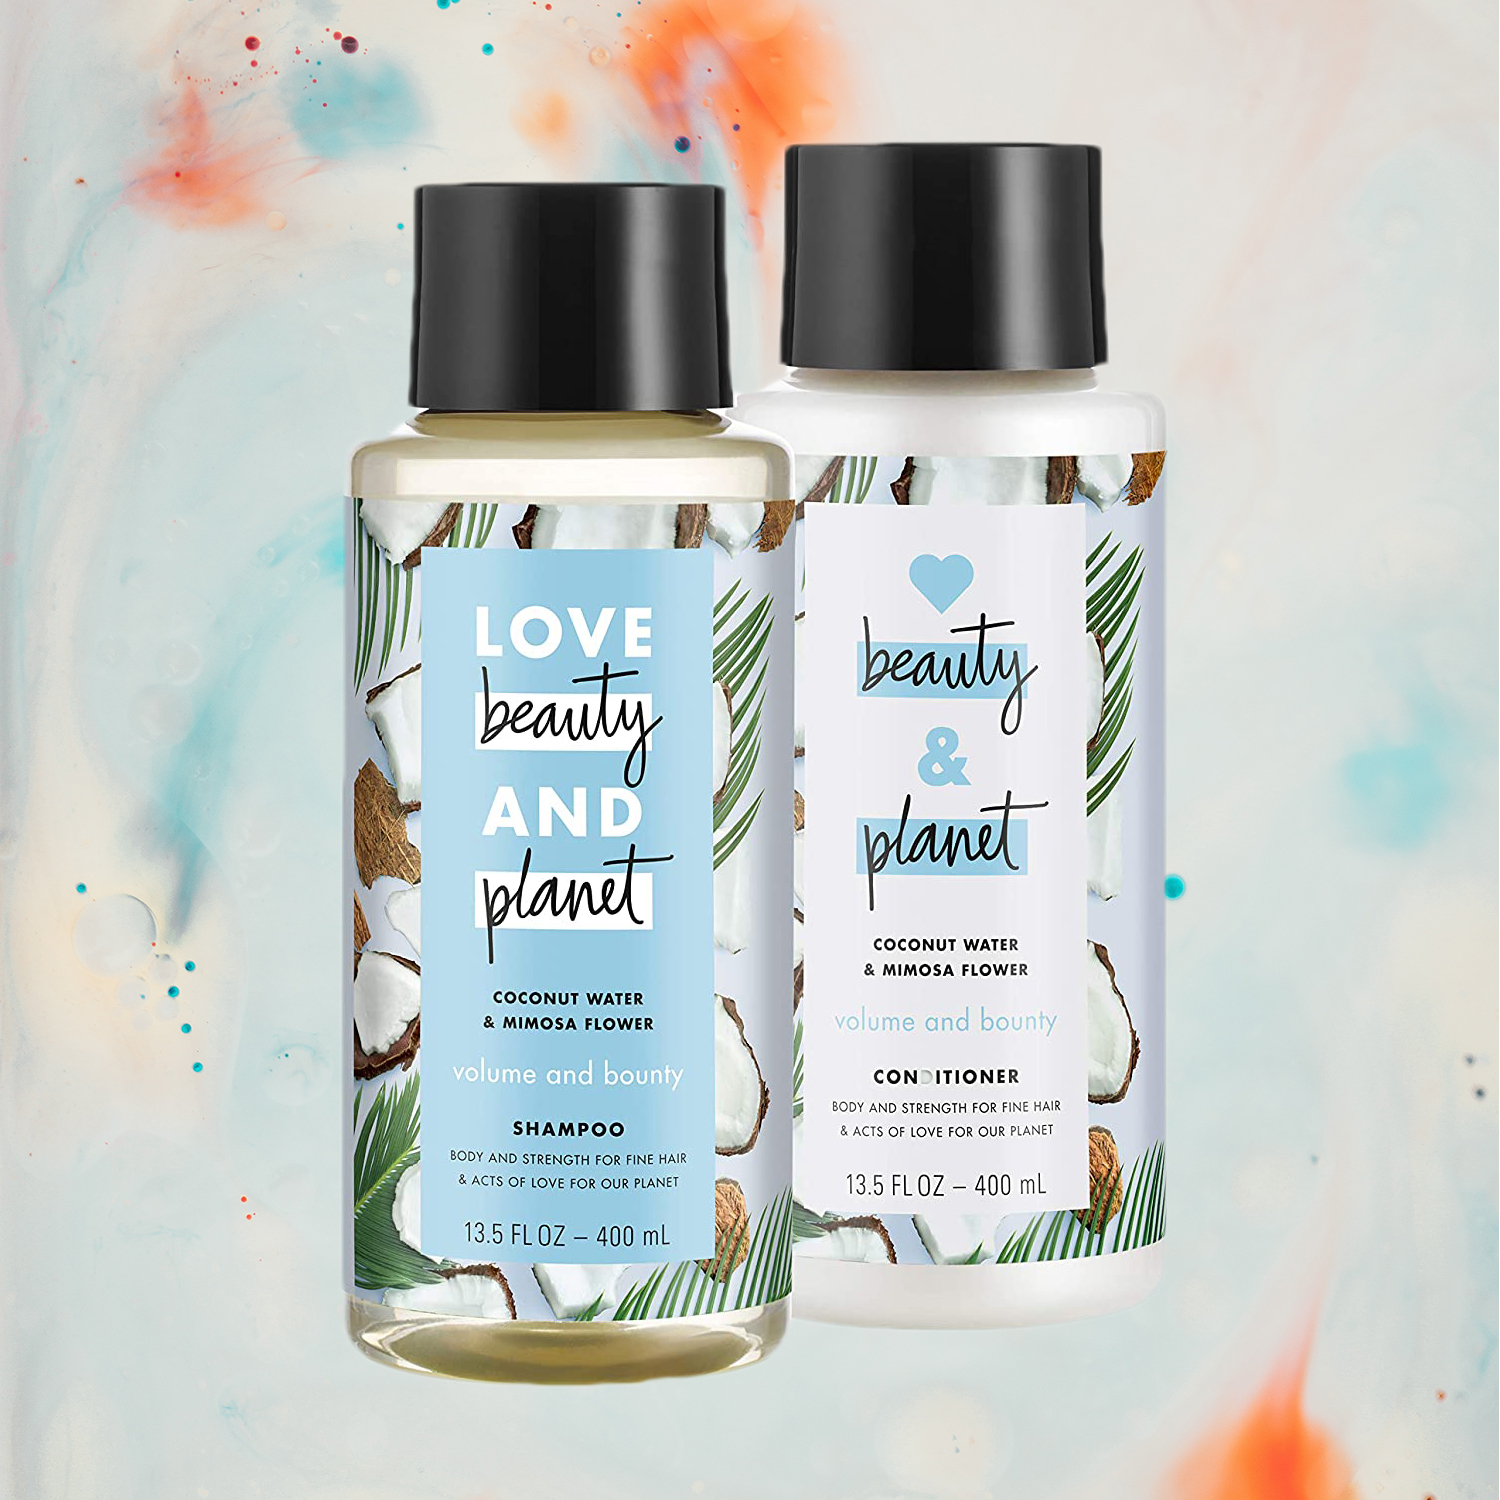 LOVE
beauty
AND
planet
COCONUT WATER
& MIMOSA FLOWER
volume and bounty
SHAMPOO
BODY AND STRENGTH FOR FINE HAIR
& ACTS OF LOVE FOR OUR PLANET
13.5 FL OZ – 400 mL
beauty
&
planet
COCONUT WATER
& MIMOSA FLOWER
volume and bounty
CONDITIONER
BODY AND STRENGTH FOR FINE HAIR
& ACTS OF LOVE FOR OUR PLANET
13.5 FL OZ – 400 mL